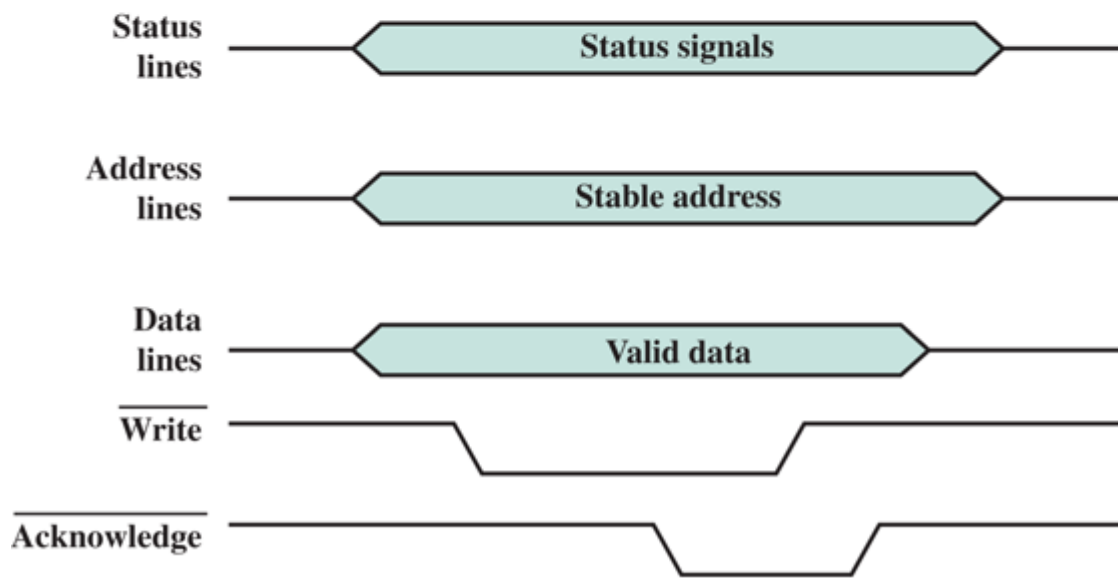 Status
lines
Status signals
Address
lines
Stable address
Data
lines
Valid data
Write
Acknowledge